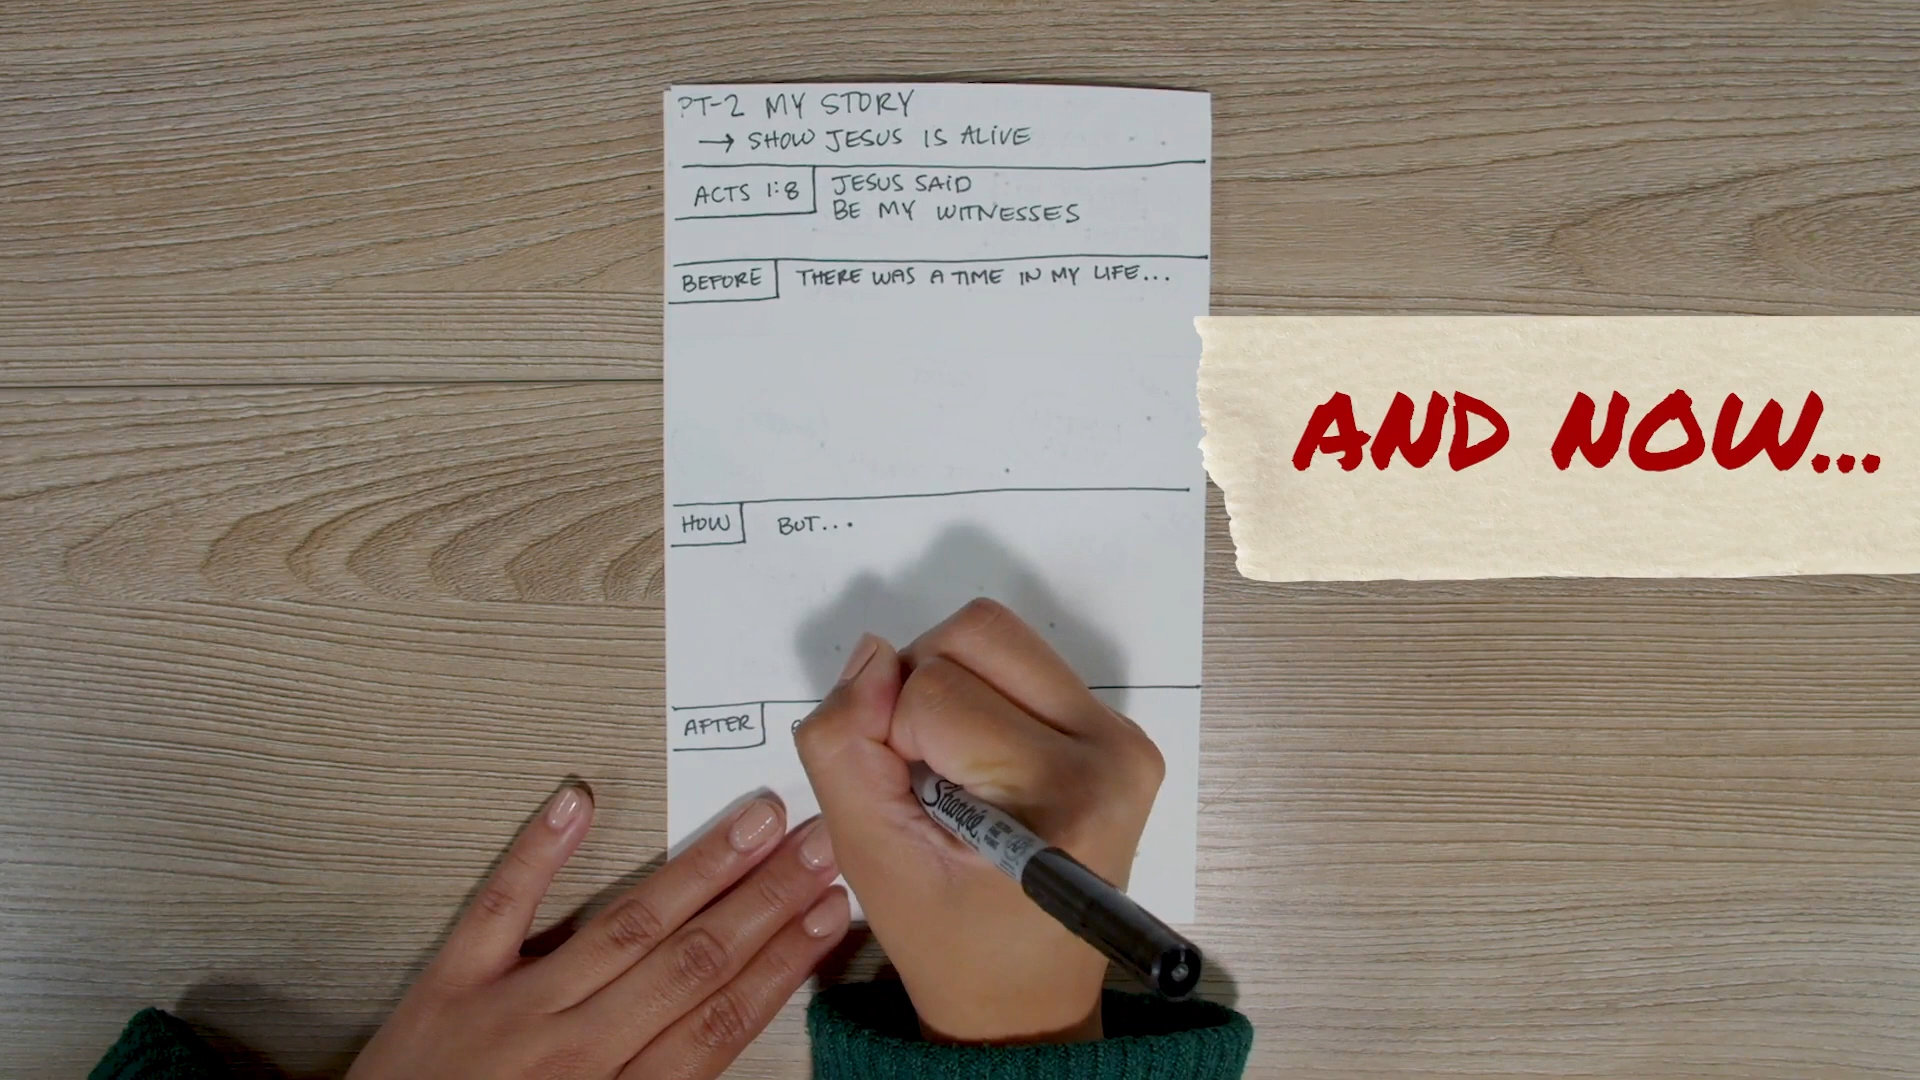 PT-2 MY STORY
→ SHOW JESUS IS ALIVE
ACTS 1:8
JESUS SAID
BE MY WITNESSES
BEFORE
THERE WAS A TIME IN MY LIFE...
AND NOW...
HOW
BUT...
AFTER
Sharpie